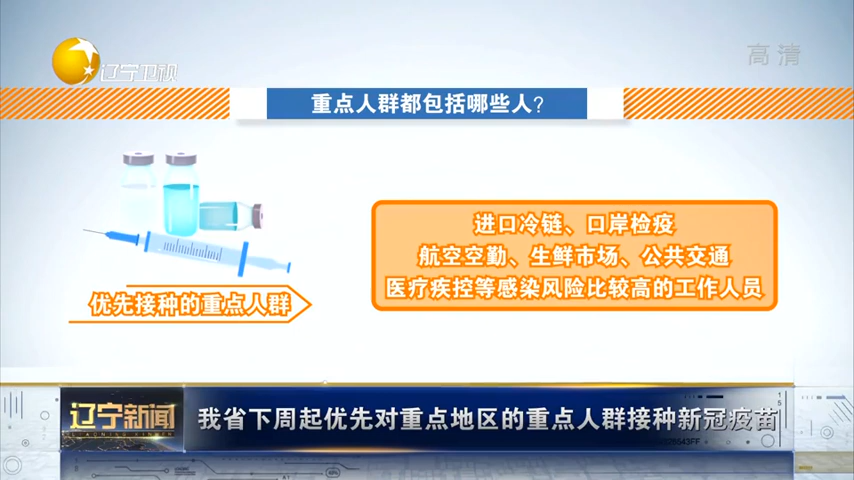 辽宁卫视
高清
重点人群都包括哪些人?
进口冷链、口岸检疫
航空空勤、生鲜市场、公共交通
医疗疾控等感染风险比较高的工作人员
优先接种的重点人群
辽宁新闻
我省下周起优先对重点地区的重点人群接种新冠疫苗